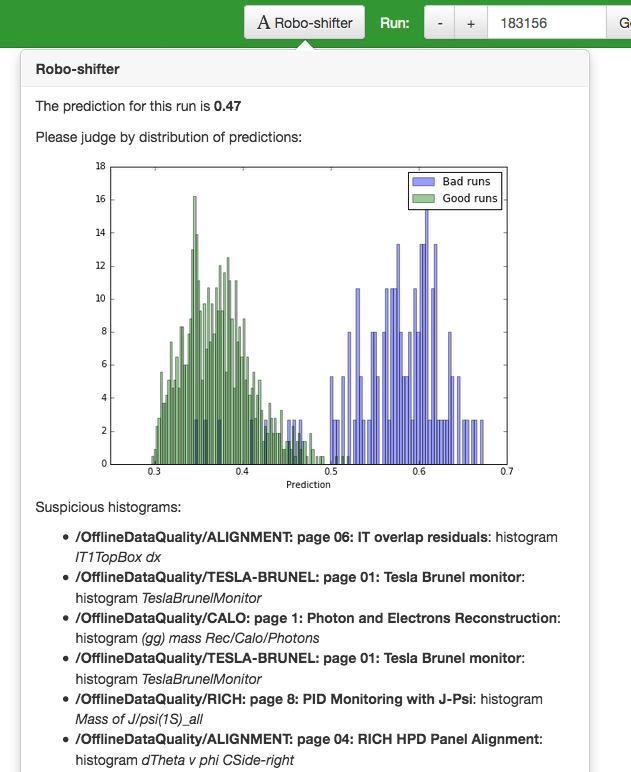 A Robo-shifter Run: - + 183156 G
Robo-shifter
The prediction for this run is 0.47
Please judge by distribution of predictions:
18
16
14
12
10
8
6
4
2
0
Bad runs
Good runs
0.3 0.4 0.5 0.6 0.7
Prediction
Suspicious histograms:
• /OfflineDataQuality/ALIGNMENT: page 06: IT overlap residuals: histogram
IT1TopBox dx
• /OfflineDataQuality/TESLA-BRUNEL: page 01: Tesla Brunel monitor:
histogram TeslaBrunelMonitor
• /OfflineDataQuality/CALO: page 1: Photon and Electrons Reconstruction:
histogram (gg) mass Rec/Calo/Photons
• /OfflineDataQuality/TESLA-BRUNEL: page 01: Tesla Brunel monitor:
histogram TeslaBrunelMonitor
• /OfflineDataQuality/RICH: page 8: PID Monitoring with J-Psi: histogram
Mass of J/psi(1S)_all
• /OfflineDataQuality/ALIGNMENT: page 04: RICH HPD Panel Alignment:
histogram dTheta v phi CSide-right